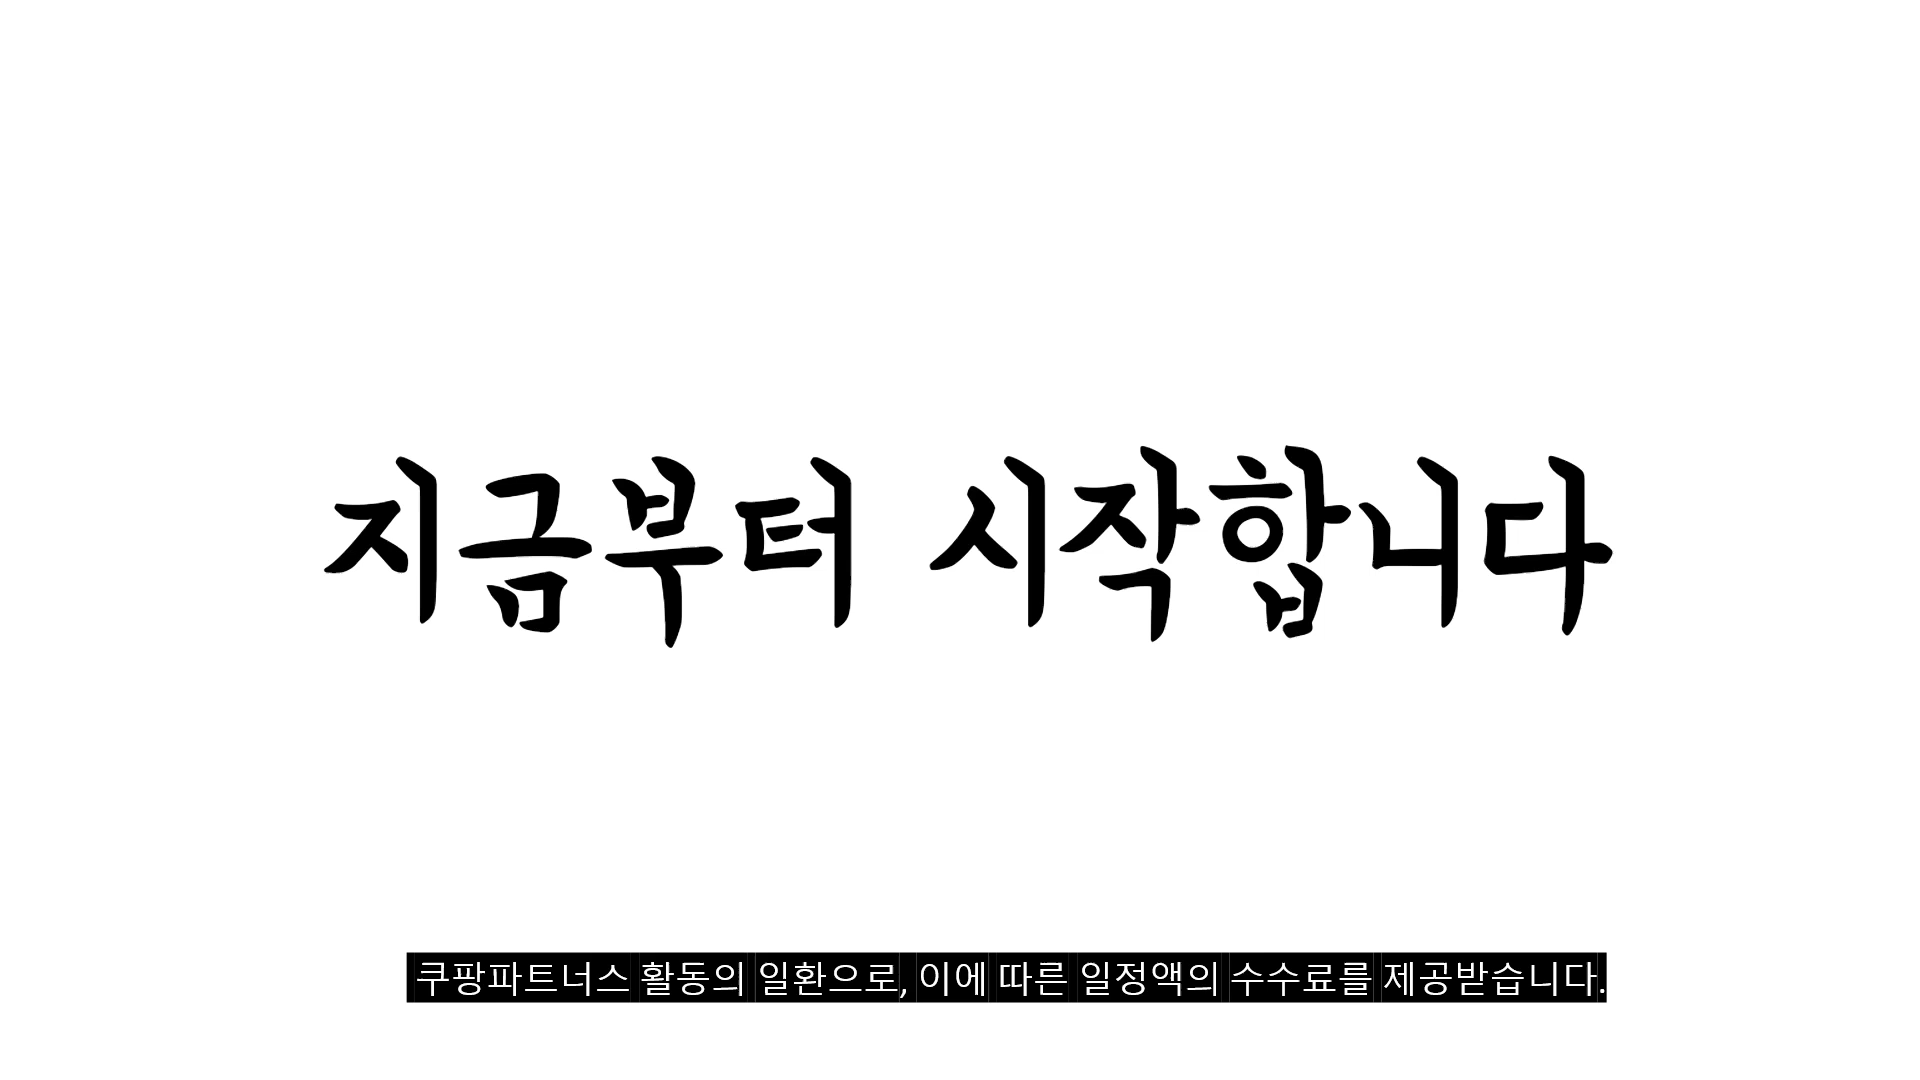 지금부터 시작합니다
쿠팡파트너스 활동의 일환으로, 이에 따른 일정액의 수수료를 제공받습니다.